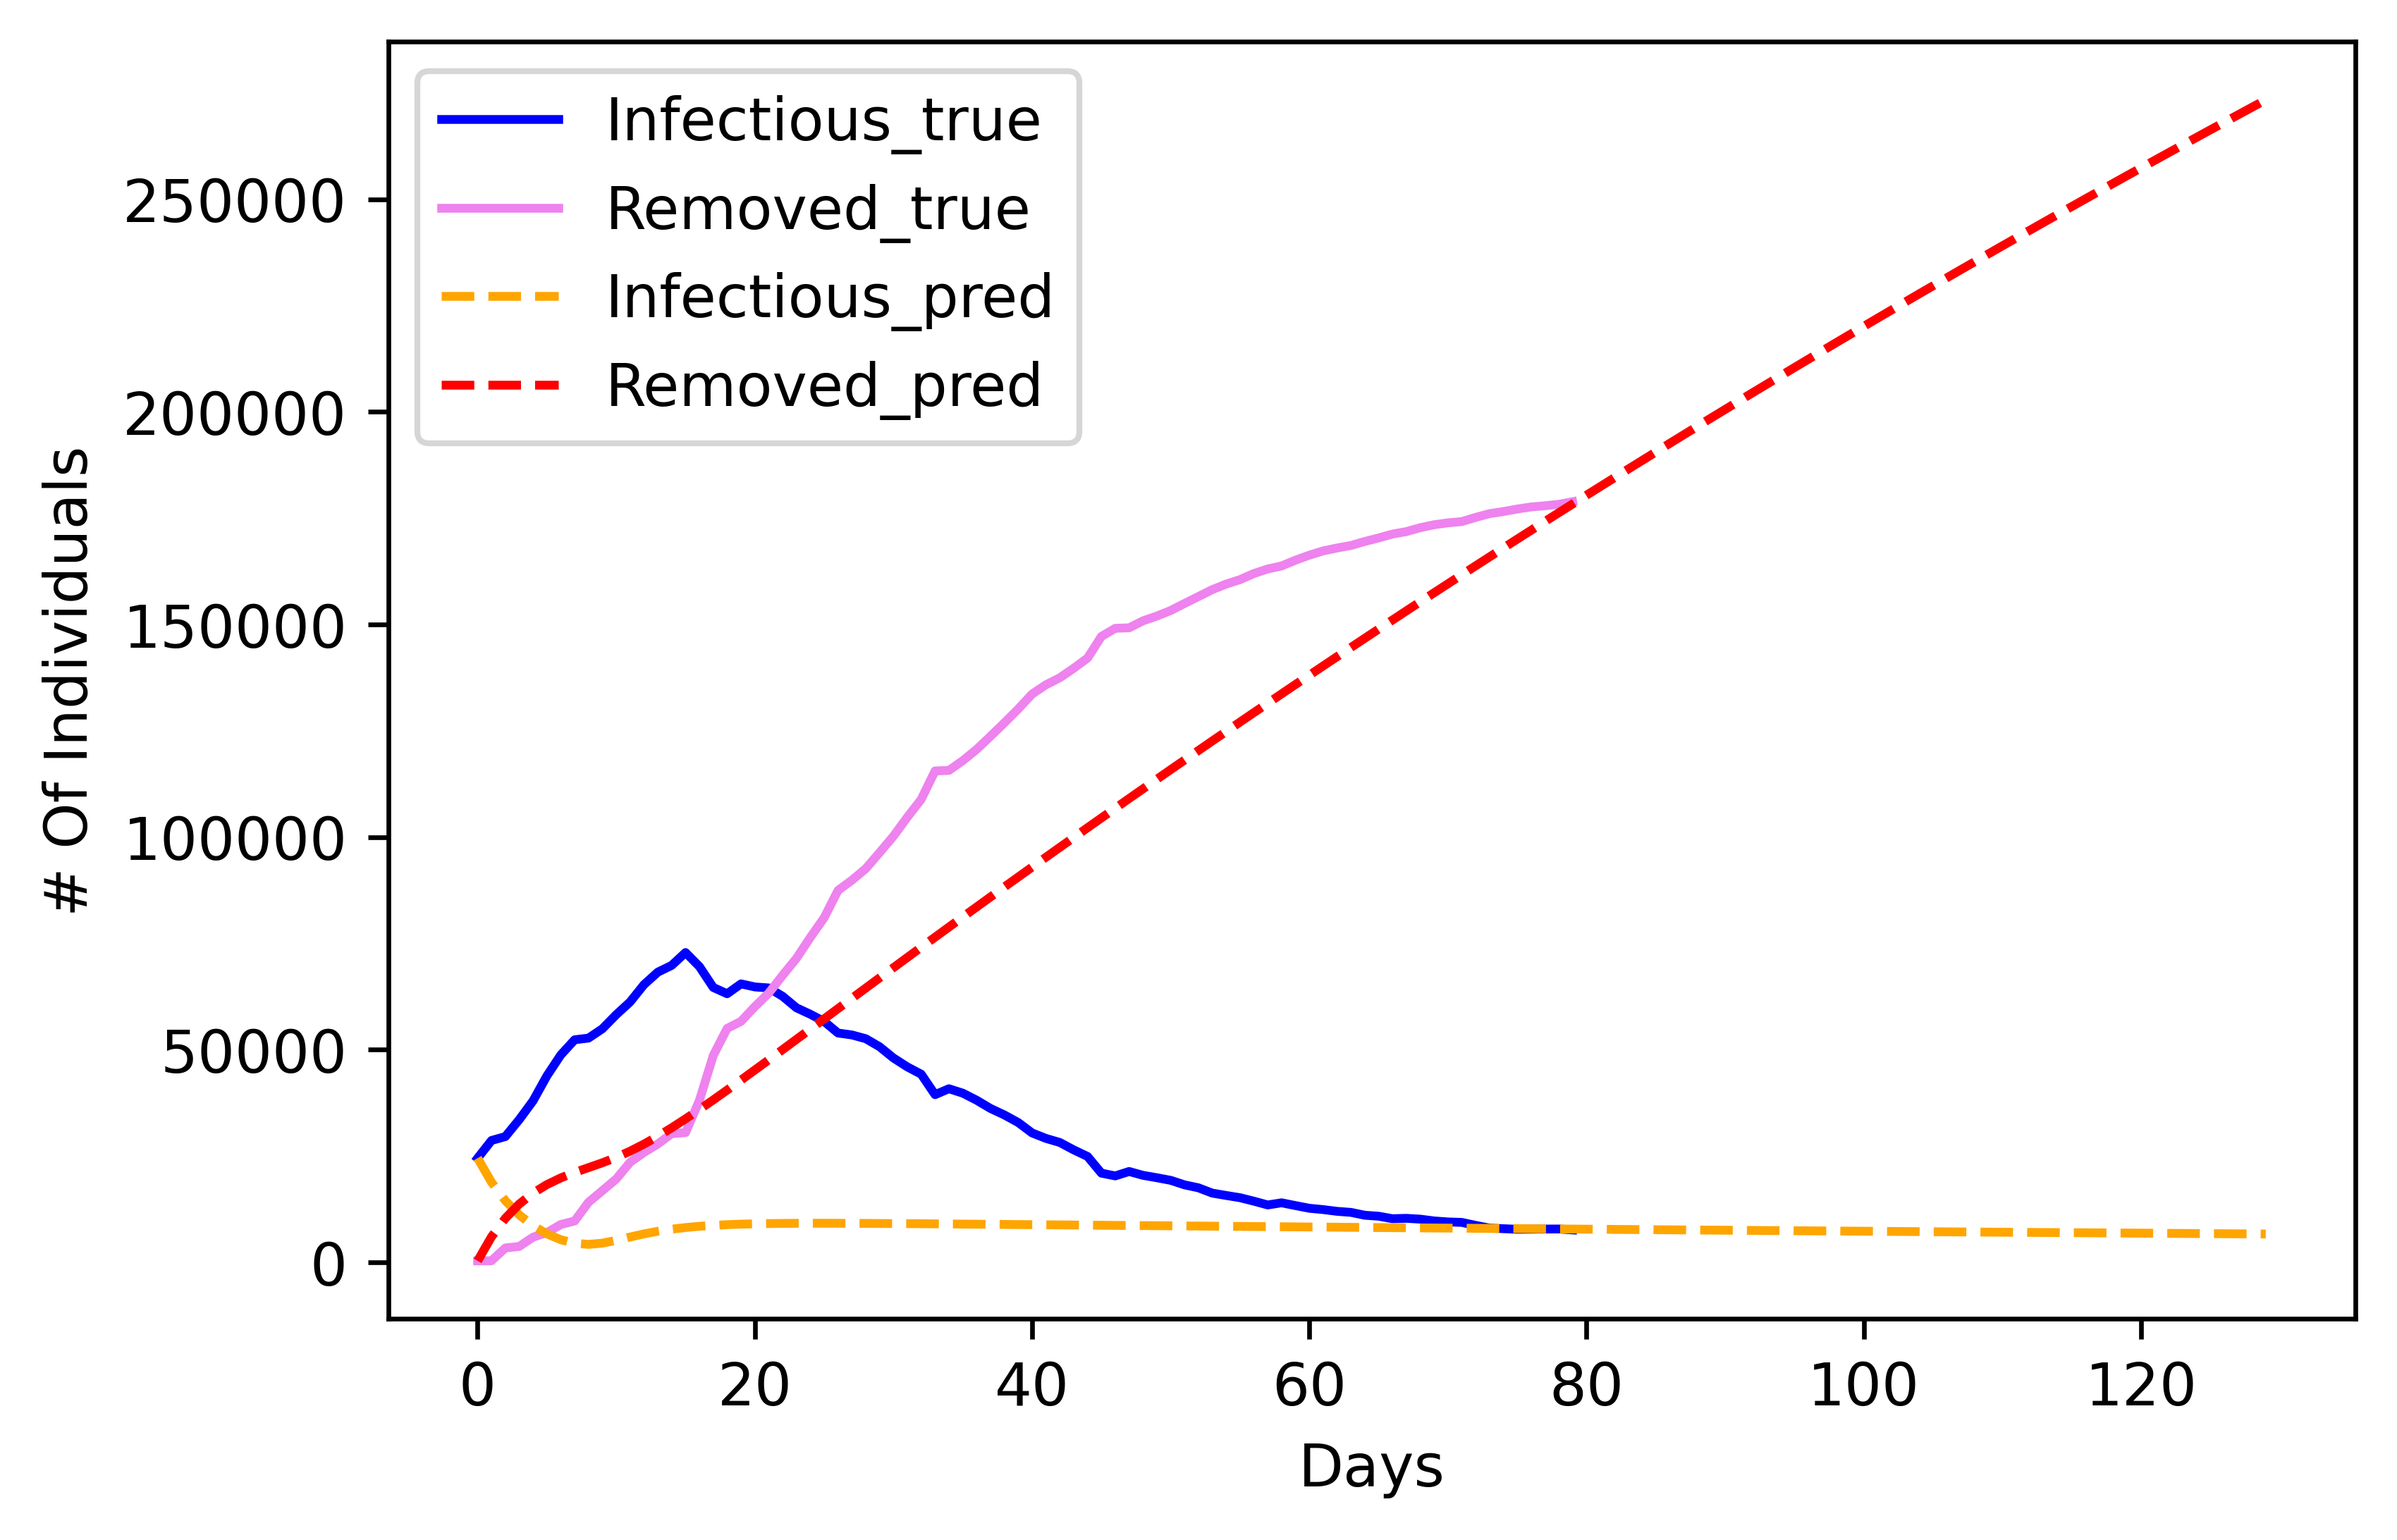 Infectious_true
Removed_true
Infectious_pred
Removed_pred
250000
200000
150000
100000
50000
0
# Of Individuals
0 20 40 60 80 100 120
Days